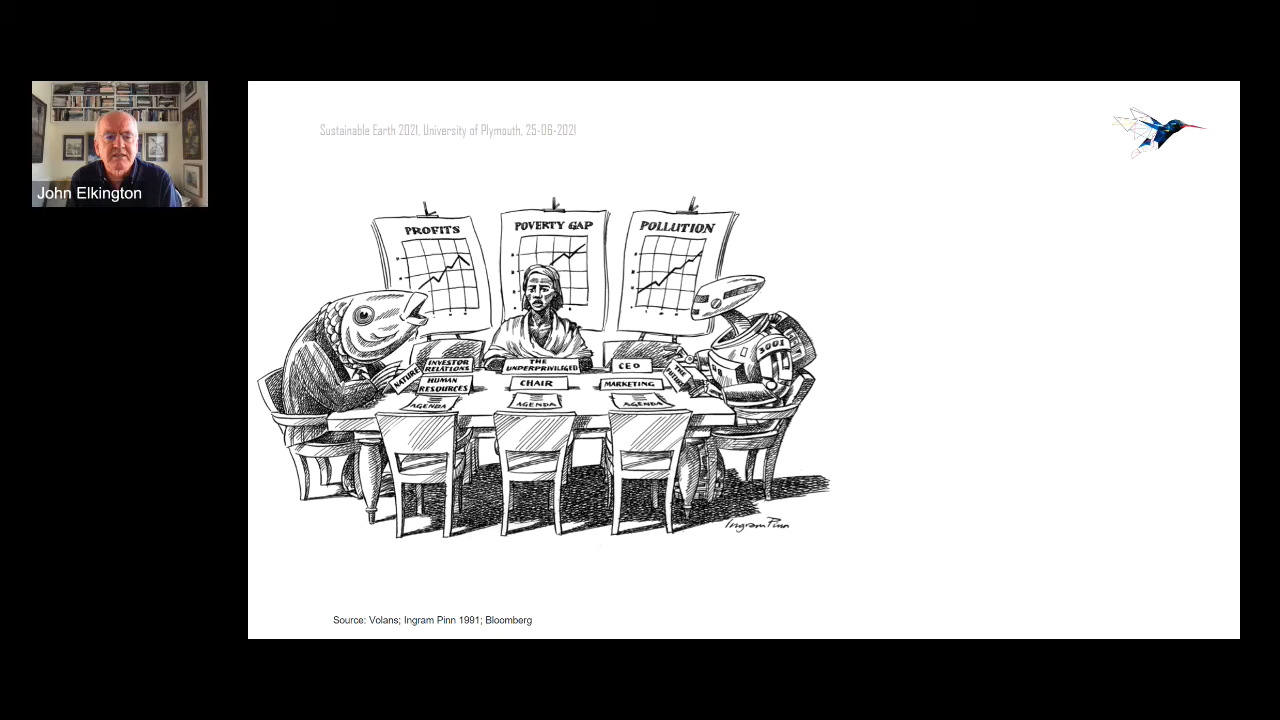 John Elkington
Sustainable Earth 2021, University of Plymouth, 25-06-2021
PROFITS
POVERTY GAP
POLLUTION
NATURE
INVESTOR
RELATIONS
THE
UNDERPRIVILEGED
CEO
THE
FUTURE
2001
HUMAN
RESOURCES
CHAIR
MARKETING
AGENDA
AGENDA
AGENDA
Ingram Pinn
Source: Volans; Ingram Pinn 1991; Bloomberg